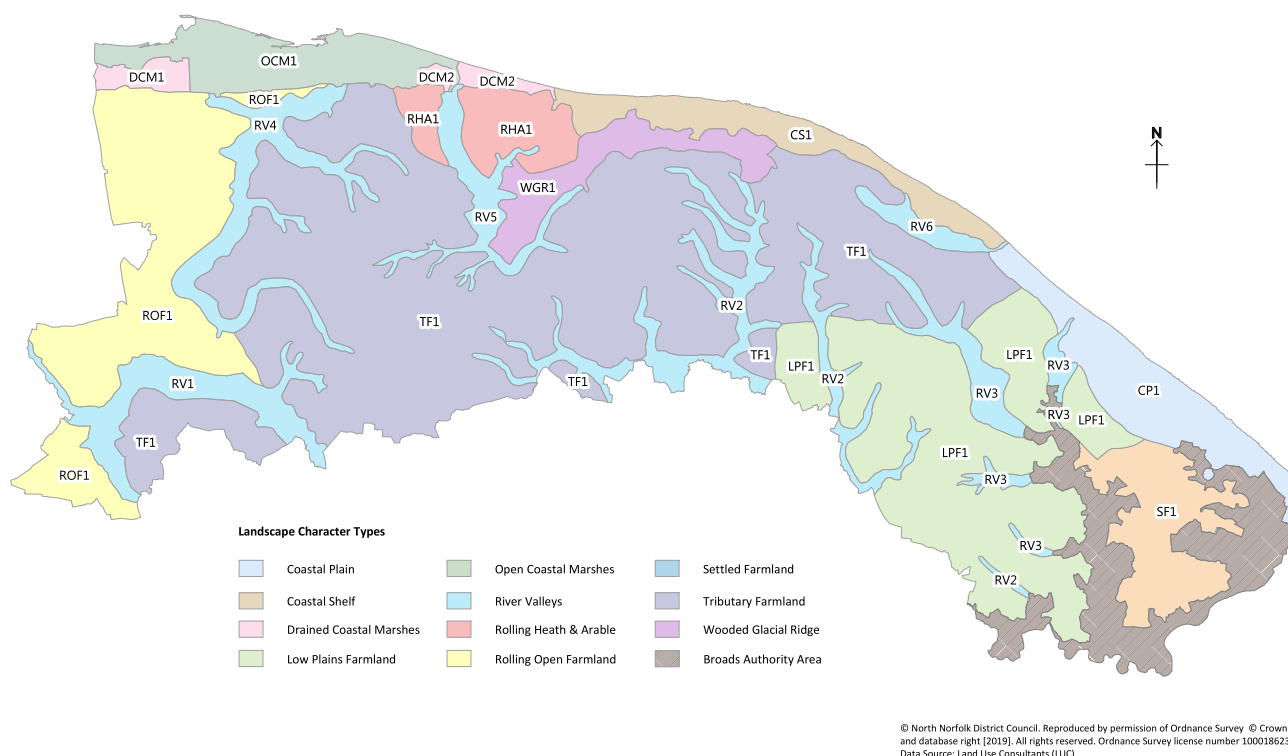 OCM1
DCM1
DCM2
DCM2
ROF1
RV4
RHA1
RHA1
CS1
N
WGR1
RV5
RV6
TF1
ROF1
TF1
RV2
TF1
LPF1
LPF1
RV3
RV1
TF1
RV2
RV3
CP1
RV3
LPF1
TF1
ROF1
LPF1
RV3
SF1
RV3
RV2
Landscape Character Types
Coastal Plain
Open Coastal Marshes
Settled Farmland
Coastal Shelf
River Valleys
Tributary Farmland
Drained Coastal Marshes
Rolling Heath & Arable
Wooded Glacial Ridge
Low Plains Farmland
Rolling Open Farmland
Broads Authority Area
© North Norfolk District Council. Reproduced by permission of Ordnance Survey © Crown
and database right [2019]. All rights reserved. Ordnance Survey license number 100018623
Data Source: Land Use Consultants (LUC)